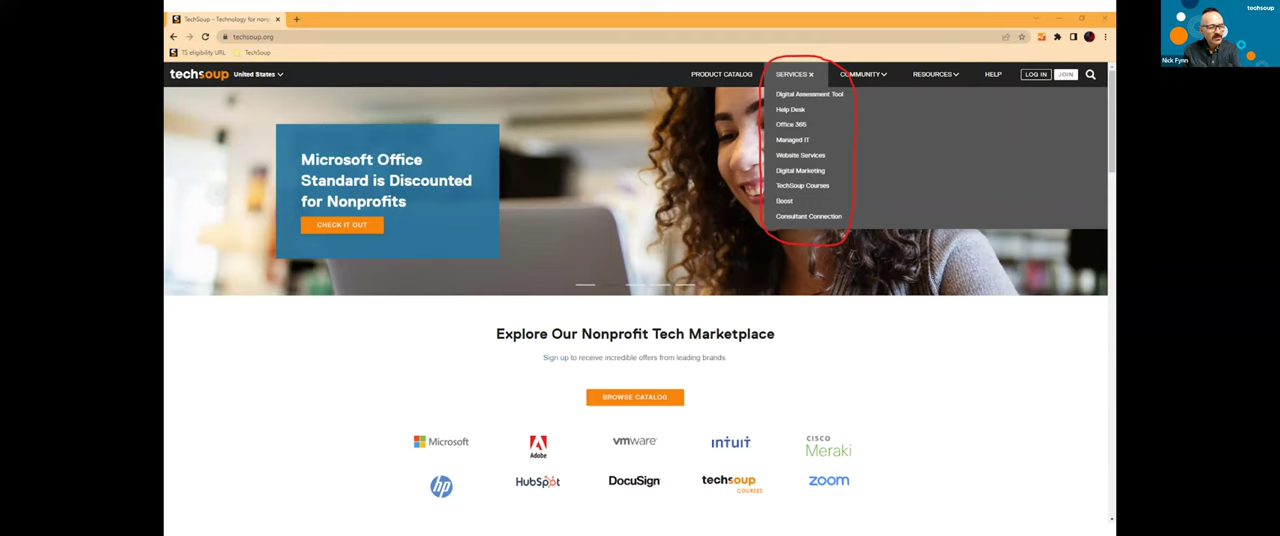 TechSoup - Technology for nonp
techsoup.org
TS eligibility URL
TechSoup
techsoup
Nick Fynn
techsoup
United States
PRODUCT CATALOG
SERVICES
COMMUNITY
RESOURCES
HELP
LOG IN
JOIN
Digital Assessment Tool
Help Desk
Office 365
Managed IT
Website Services
Digital Marketing
TechSoup Courses
Boost
Consultant Connection
Microsoft Office
Standard is Discounted
for Nonprofits
CHECK IT OUT
Explore Our Nonprofit Tech Marketplace
Sign up to receive incredible offers from leading brands.
BROWSE CATALOG
Microsoft
Adobe
vmware
INTUIT
CISCO
Meraki
hp
HubSpot
DocuSign
techsoup
COURSES
zoom